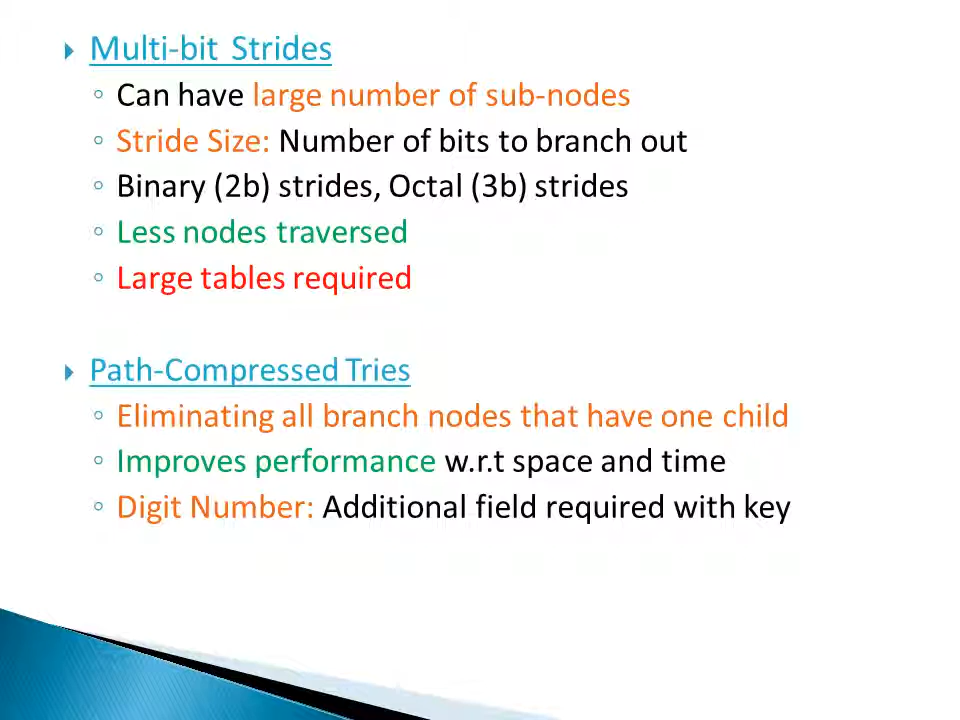 Multi-bit Strides
Can have large number of sub-nodes
Stride Size: Number of bits to branch out
Binary (2b) strides, Octal (3b) strides
Less nodes traversed
Large tables required
Path-Compressed Tries
Eliminating all branch nodes that have one child
Improves performance w.r.t space and time
Digit Number: Additional field required with key